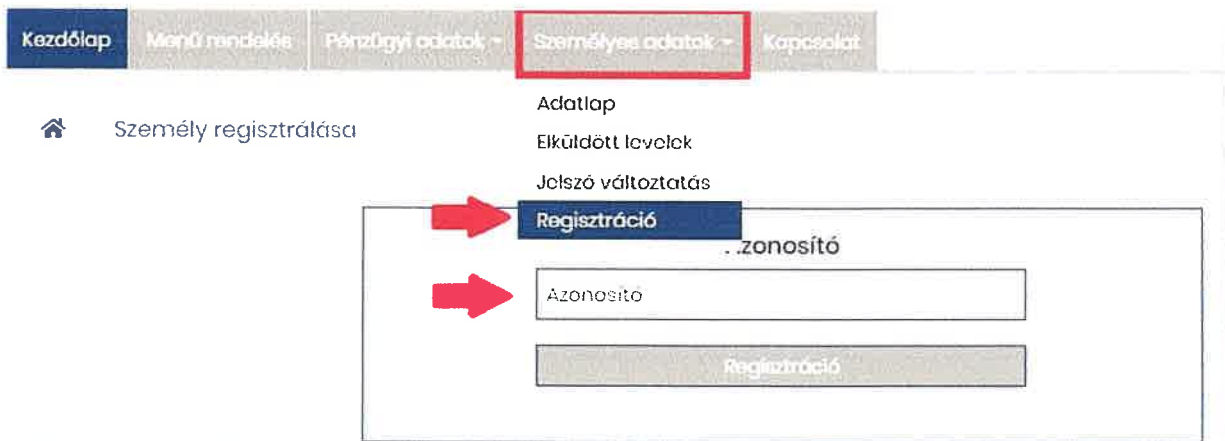 Kezdőlap Menü rendelés Pénzügyi adatok Személyes adatok Kapcsolat
Személy regisztrálása
Adatlap
Elküldött levelek
Jelszó változtatás
Regisztráció
zonosító
Azonosító
Regisztráció